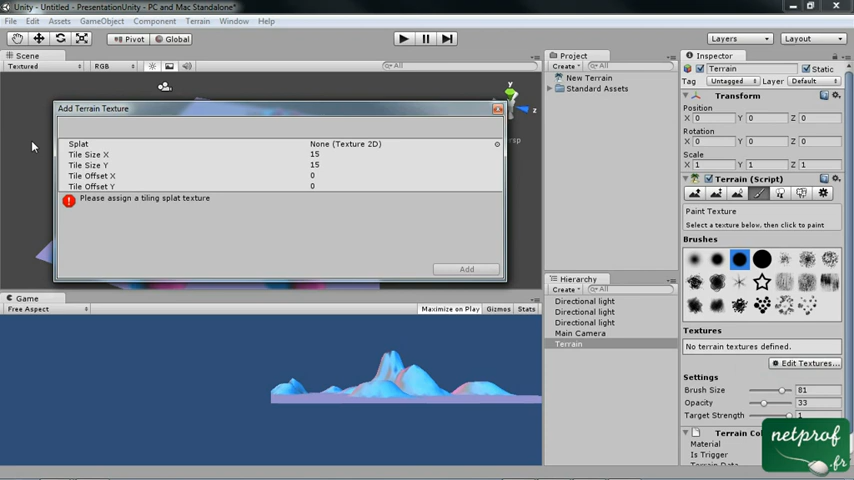 Unity - Untitled - PresentationUnity - PC and Mac Standalone*
File Edit Assets GameObject Component Terrain Window Help
Pivot Global Layers Layout
Scene
Textured RGB All
Add Terrain Texture
Splat None (Texture 2D)
Tile Size X 15
Tile Size Y 15
Tile Offset X 0
Tile Offset Y 0
Please assign a tiling splat texture
Add
y
z
Game
Free Aspect Maximize on Play Gizmos Stats
Project
Create All
New Terrain
Standard Assets
Hierarchy
Create All
Directional light
Directional light
Directional light
Main Camera
Terrain
Inspector
Terrain Static
Tag Untagged Layer Default
Transform
Position
X 0 Y 0 Z 0
Rotation
X 0 Y 0 Z 0
Scale
X 1 Y 1 Z 1
Terrain (Script)
Paint Texture
Select a texture below, then click to paint
Brushes
Textures
No terrain textures defined.
Edit Textures...
Settings
Brush Size 81
Opacity 33
Target Strength 1
Terrain Col
Material
Is Trigger
Terrain Data
netprof
.fr